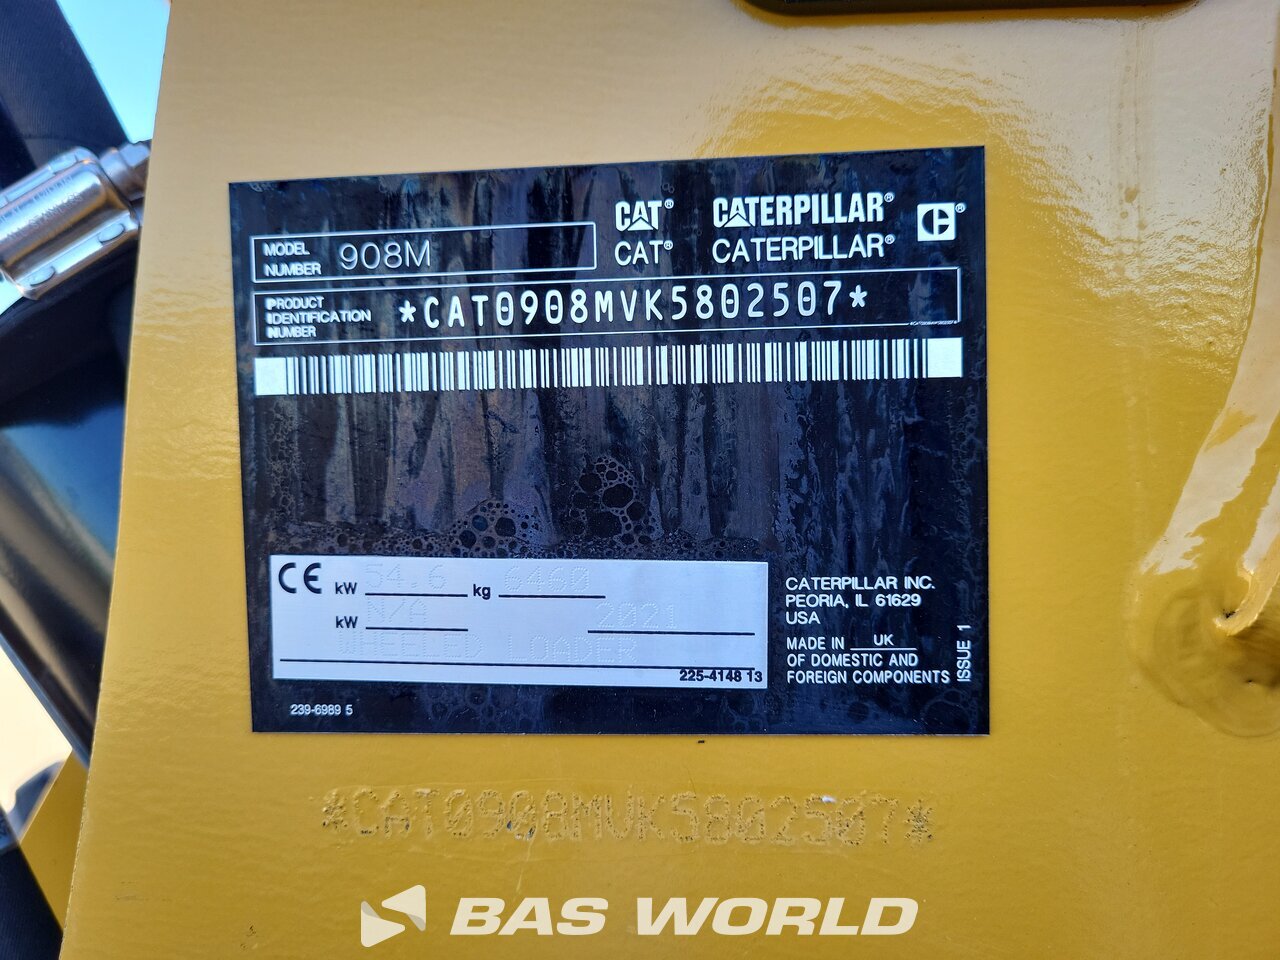 CAT® CATERPILLAR®
MODEL NUMBER 908M CAT® CATERPILLAR®
PRODUCT IDENTIFICATION NUMBER *CAT0908MVK5802507*
*CAT0908MVK5802507*
CE kW 54.6 kg 6460
kW N/A 2021
WHEELED LOADER
225-4148 13
239-6989 5
CATERPILLAR INC.
PEORIA, IL 61629
USA
MADE IN UK
OF DOMESTIC AND
FOREIGN COMPONENTS
ISSUE 1
*CAT0908MVK5802507*
BAS WORLD